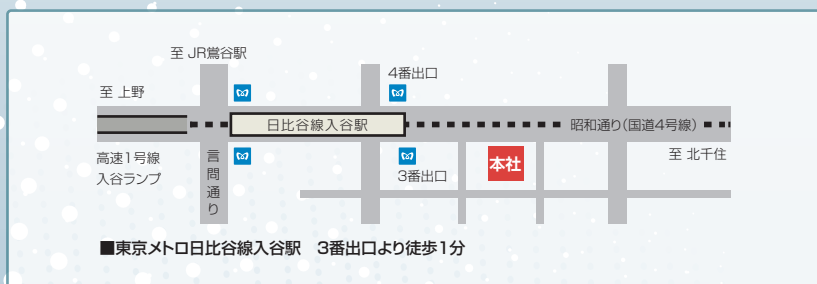 至 JR鶯谷駅
4番出口
至 上野
日比谷線入谷駅
昭和通り(国道4号線)
高速1号線
入谷ランプ
言問通り
3番出口
本社
至 北千住
■東京メトロ日比谷線入谷駅　3番出口より徒歩1分